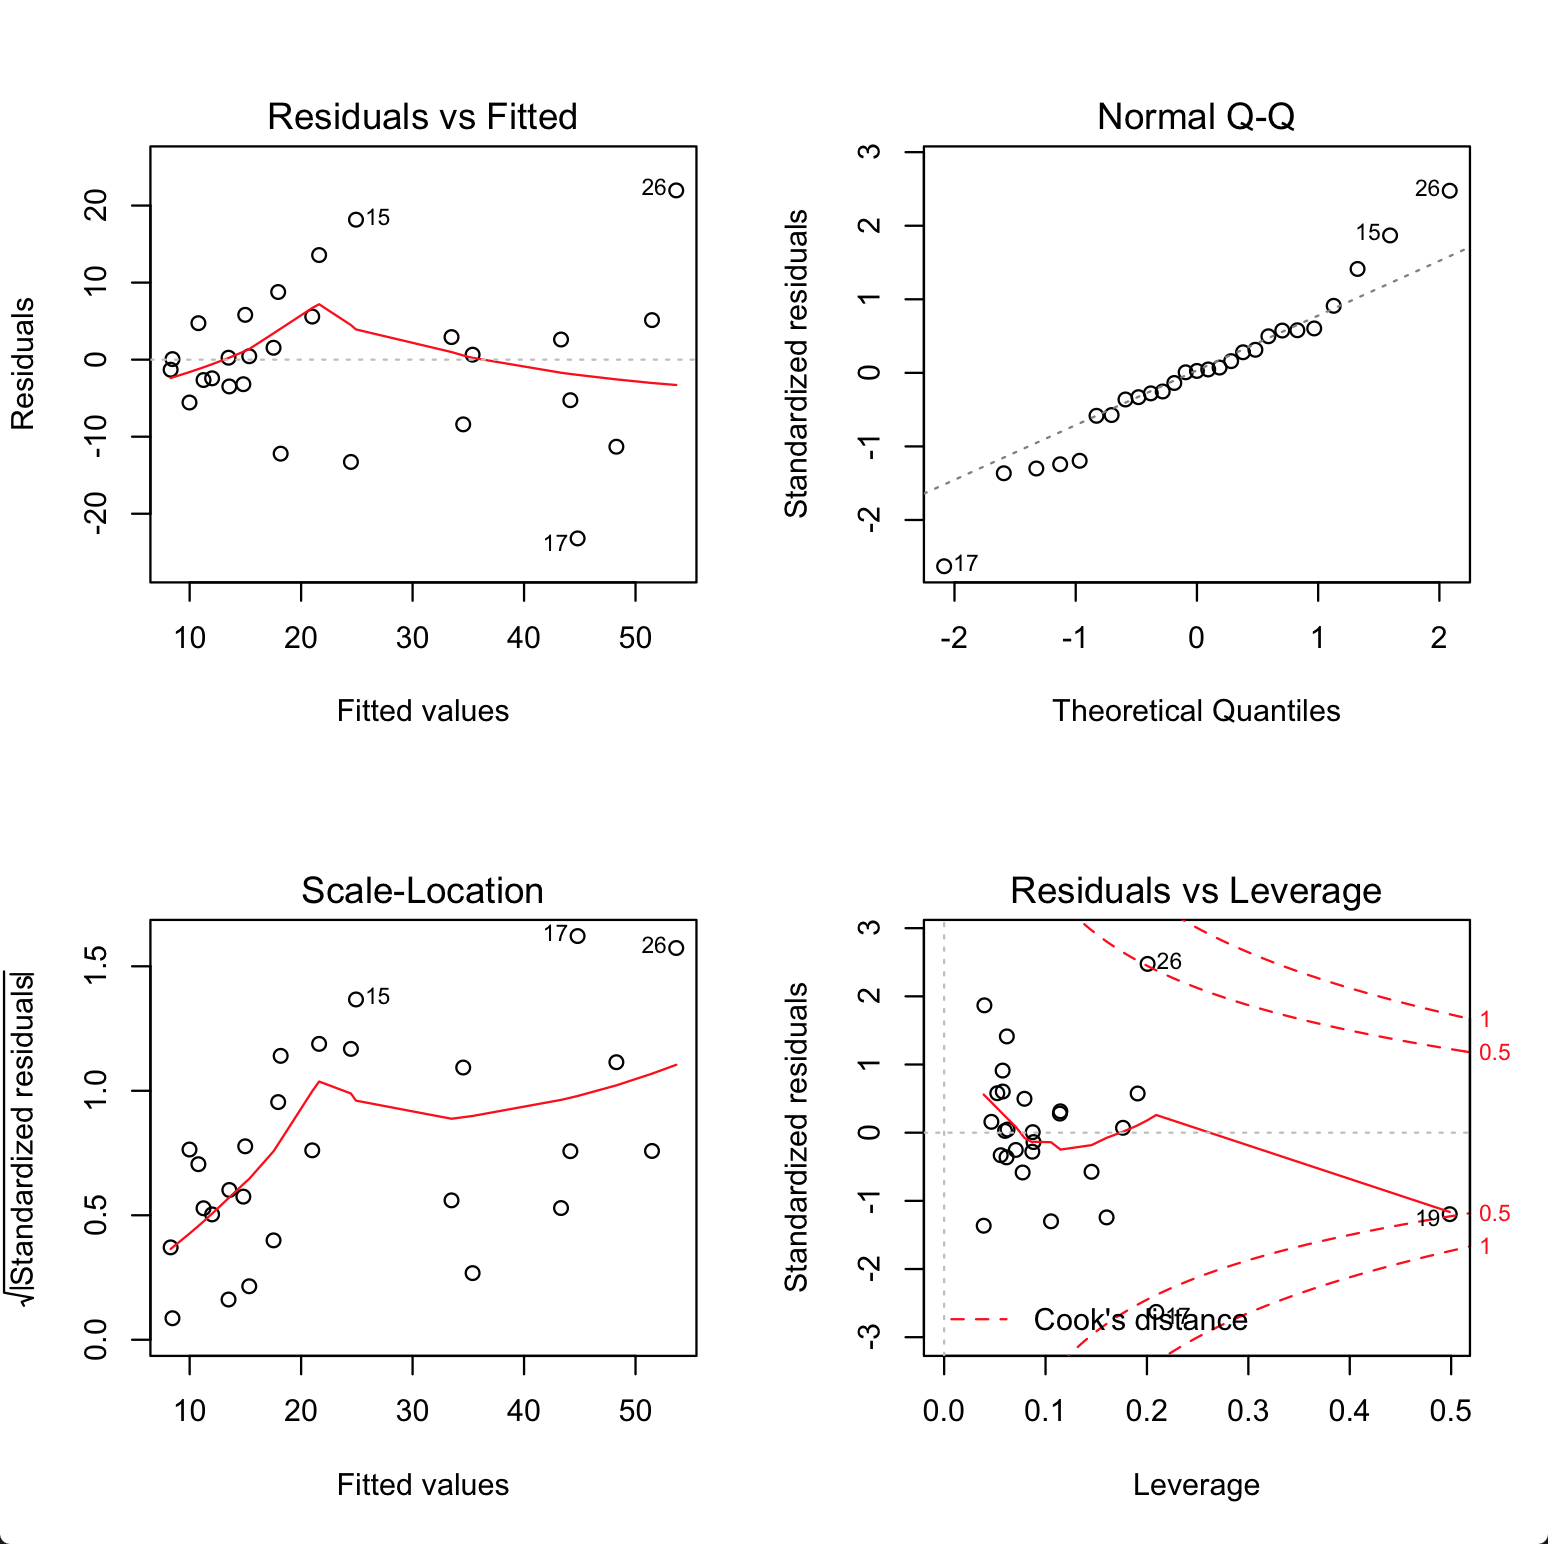 Residuals vs Fitted
Residuals
20
10
0
-10
-20
26
15
17
10 20 30 40 50
Fitted values
Normal Q-Q
Standardized residuals
3
2
1
0
-1
-2
26
15
17
-2 -1 0 1 2
Theoretical Quantiles
Scale-Location
√|Standardized residuals|
1.5
1.0
0.5
0.0
17
26
15
10 20 30 40 50
Fitted values
Residuals vs Leverage
Standardized residuals
3
2
1
0
-1
-2
-3
26
1
0.5
19
0.5
1
17
Cook's distance
0.0 0.1 0.2 0.3 0.4 0.5
Leverage